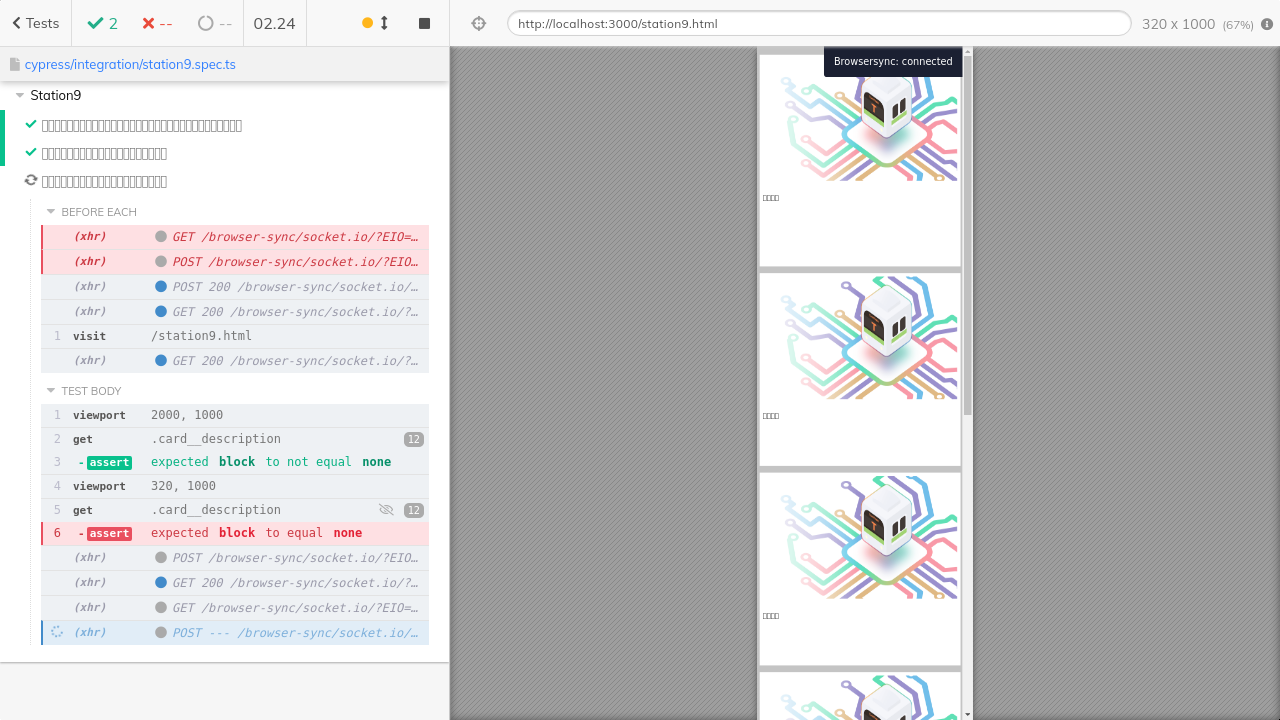 Tests
2
--
--
02.24
http://localhost:3000/station9.html
320 x 1000 (67%)
cypress/integration/station9.spec.ts
Browsersync: connected
Station9
BEFORE EACH
(xhr) GET /browser-sync/socket.io/?EIO=…
(xhr) POST /browser-sync/socket.io/?EIO…
(xhr) POST 200 /browser-sync/socket.io/…
(xhr) GET 200 /browser-sync/socket.io/?…
1 visit /station9.html
(xhr) GET 200 /browser-sync/socket.io/?…
TEST BODY
1 viewport 2000, 1000
2 get .card__description 12
3 -assert expected block to not equal none
4 viewport 320, 1000
5 get .card__description 12
6 -assert expected block to equal none
(xhr) POST /browser-sync/socket.io/?EIO…
(xhr) GET 200 /browser-sync/socket.io/?…
(xhr) GET /browser-sync/socket.io/?EIO=…
(xhr) POST --- /browser-sync/socket.io/…